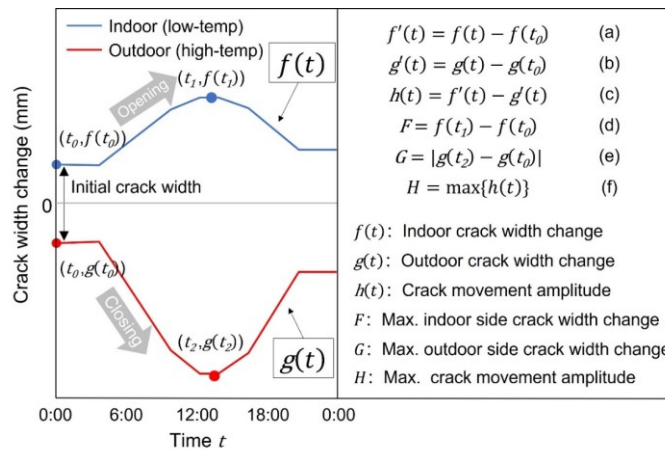 Indoor (low-temp)
Outdoor (high-temp)
(t₁,f(t₁))
f(t)
Opening
(t₀,f(t₀))
Initial crack width
0
Crack width change (mm)
(t₀,g(t₀))
Closing
(t₂,g(t₂))
g(t)
0:00 6:00 12:00 18:00 0:00
Time t
f′(t) = f(t) − f(t₀) (a)
g′(t) = g(t) − g(t₀) (b)
h(t) = f′(t) − g′(t) (c)
F = f(t₁) − f(t₀) (d)
G = |g(t₂) − g(t₀)| (e)
H = max{h(t)} (f)
f(t): Indoor crack width change
g(t): Outdoor crack width change
h(t): Crack movement amplitude
F: Max. indoor side crack width change
G: Max. outdoor side crack width change
H: Max. crack movement amplitude